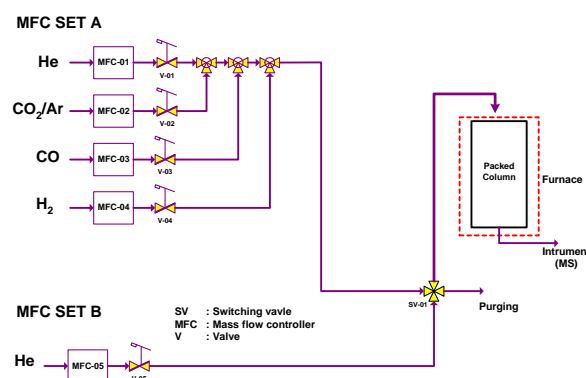 MFC SET A
He
MFC-01
V-01
CO2/Ar
MFC-02
V-02
CO
MFC-03
V-03
H2
MFC-04
V-04
Packed
Column
Furnace
Intrument
(MS)
SV-01
Purging
MFC SET B
SV : Switching vavle
MFC : Mass flow controller
V : Valve
He
MFC-05
V-05